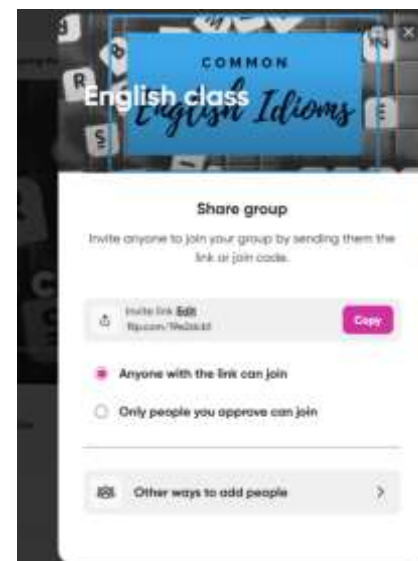 COMMON
English Idioms
English class
Share group
Invite anyone to join your group by sending them the
link or join code.
Invite link Edit
Copy
Anyone with the link can join
Only people you approve can join
Other ways to add people